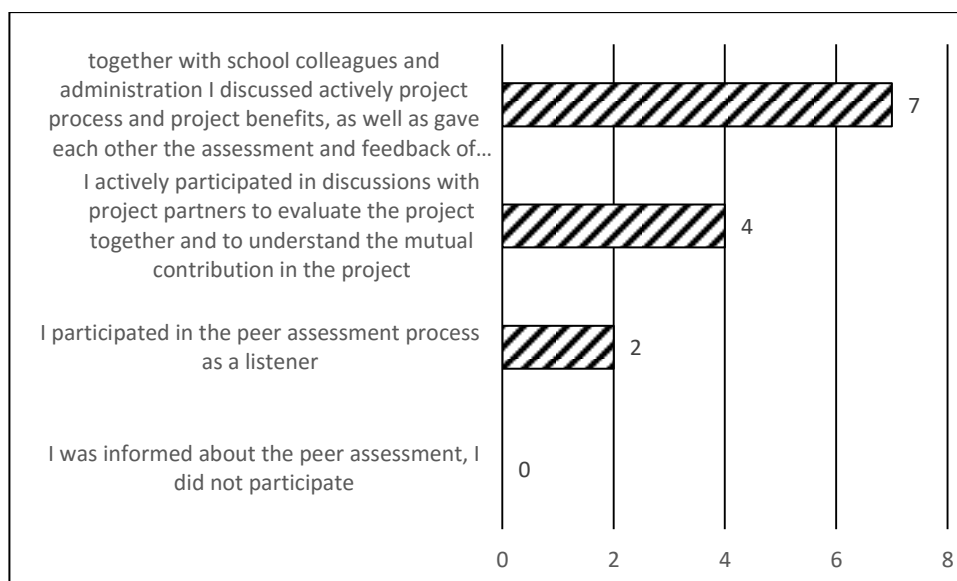 together with school colleagues and
administration I discussed actively project
process and project benefits, as well as gave
each other the assessment and feedback of...
7
I actively participated in discussions with
project partners to evaluate the project
together and to understand the mutual
contribution in the project
4
I participated in the peer assessment process
as a listener
2
I was informed about the peer assessment, I
did not participate
0
0 2 4 6 8